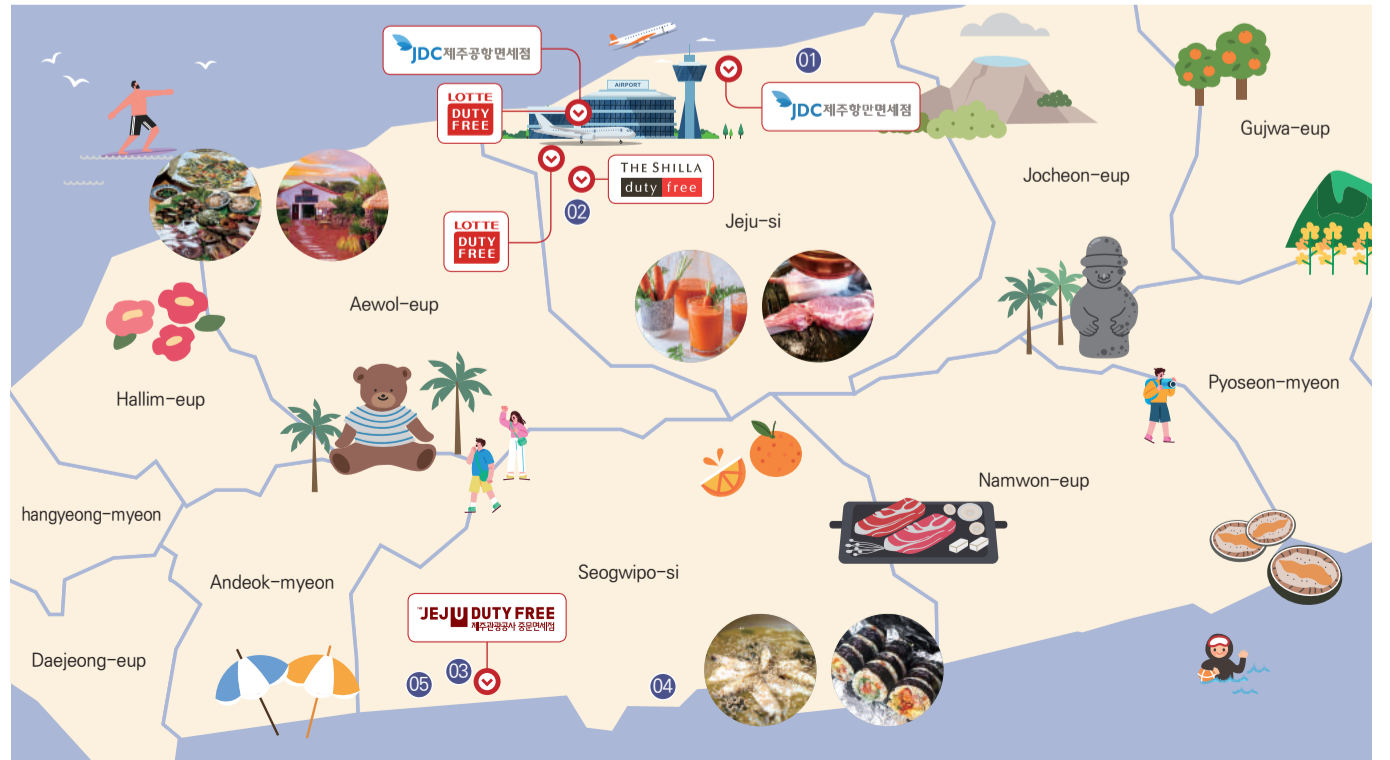 JDC제주공항면세점
01
AIRPORT
LOTTE
DUTY
FREE
JDC제주항만면세점
Gujwa-eup
THE SHILLA
duty free
Jocheon-eup
02
Jeju-si
LOTTE
DUTY
FREE
Aewol-eup
Hallim-eup
Pyoseon-myeon
Namwon-eup
hangyeong-myeon
Seogwipo-si
Andeok-myeon
THE JEJU DUTY FREE
제주관광공사 중문면세점
Daejeong-eup
03
05
04